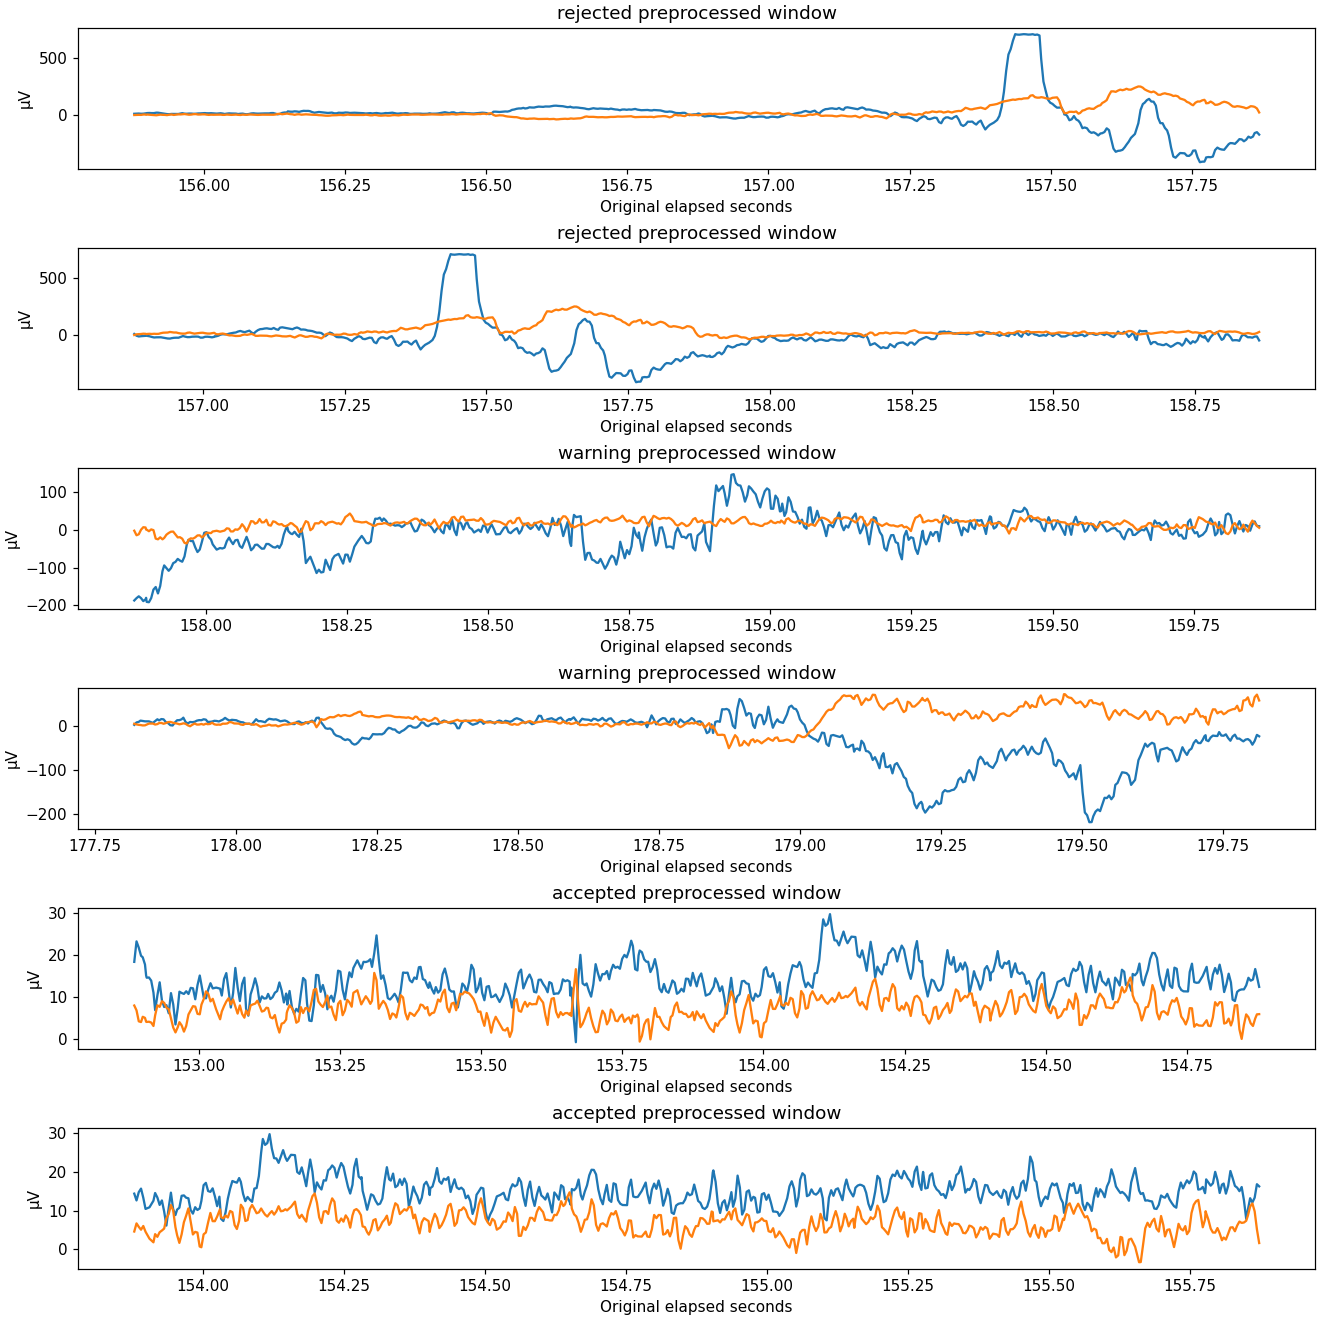 rejected preprocessed window
500
0
µV
156.00 156.25 156.50 156.75 157.00 157.25 157.50 157.75
Original elapsed seconds
rejected preprocessed window
500
0
µV
157.00 157.25 157.50 157.75 158.00 158.25 158.50 158.75
Original elapsed seconds
warning preprocessed window
100
0
−100
−200
µV
158.00 158.25 158.50 158.75 159.00 159.25 159.50 159.75
Original elapsed seconds
warning preprocessed window
0
−100
−200
µV
177.75 178.00 178.25 178.50 178.75 179.00 179.25 179.50 179.75
Original elapsed seconds
accepted preprocessed window
30
20
10
0
µV
153.00 153.25 153.50 153.75 154.00 154.25 154.50 154.75
Original elapsed seconds
accepted preprocessed window
30
20
10
0
µV
154.00 154.25 154.50 154.75 155.00 155.25 155.50 155.75
Original elapsed seconds